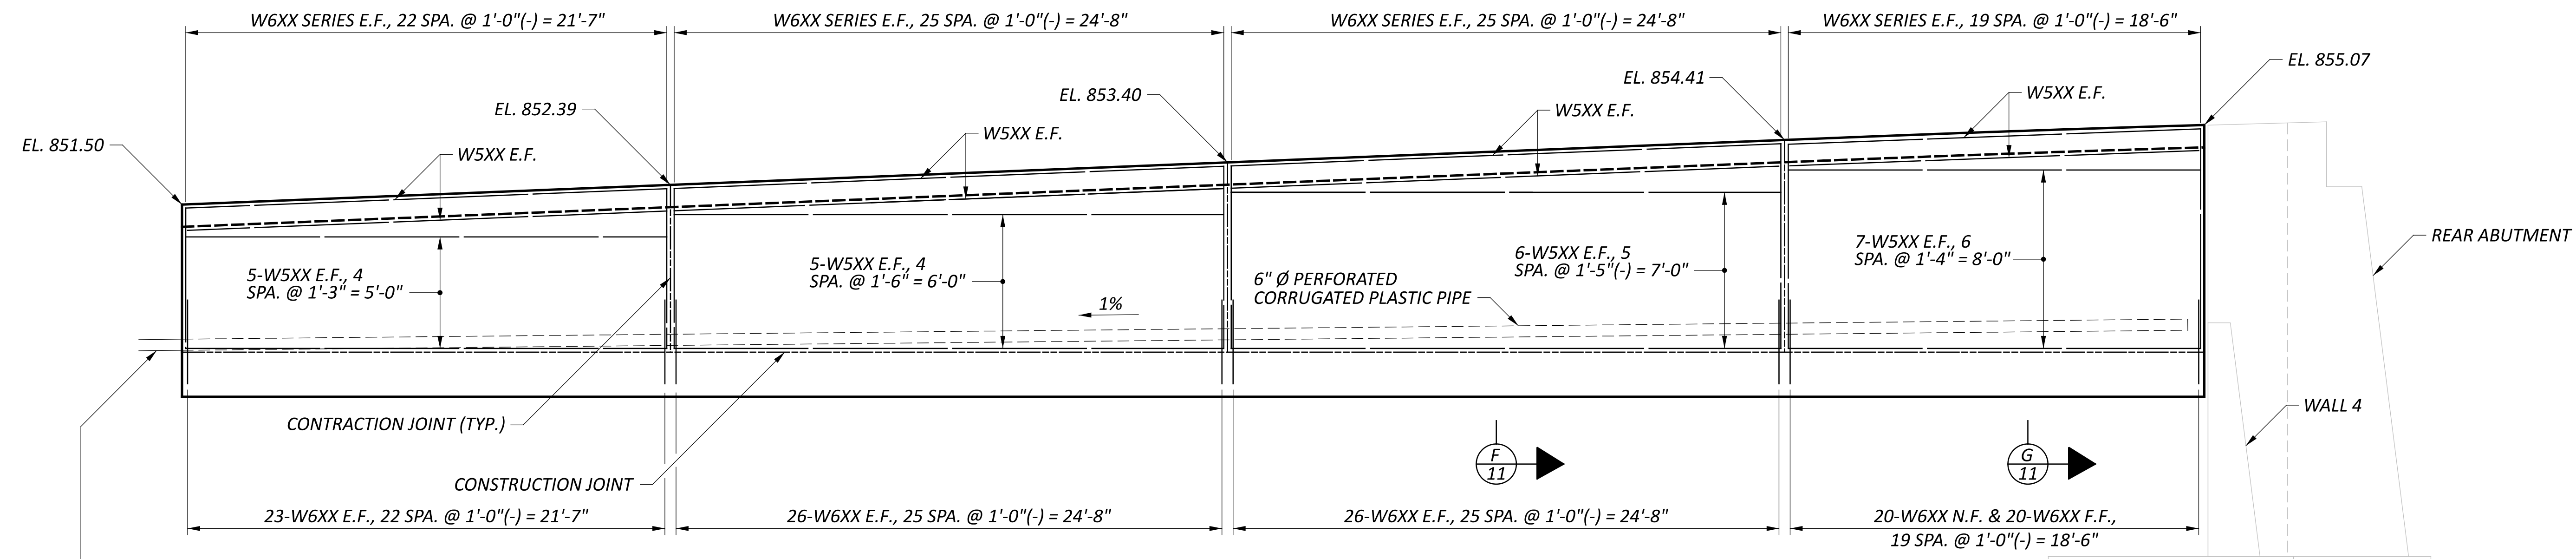 W6XX SERIES E.F., 22 SPA. @ 1'-0"(-) = 21'-7"
W6XX SERIES E.F., 25 SPA. @ 1'-0"(-) = 24'-8"
W6XX SERIES E.F., 25 SPA. @ 1'-0"(-) = 24'-8"
W6XX SERIES E.F., 19 SPA. @ 1'-0"(-) = 18'-6"
EL. 851.50
EL. 852.39
EL. 853.40
EL. 854.41
EL. 855.07
W5XX E.F.
W5XX E.F.
W5XX E.F.
W5XX E.F.
5-W5XX E.F., 4
SPA. @ 1'-3" = 5'-0"
5-W5XX E.F., 4
SPA. @ 1'-6" = 6'-0"
6" Ø PERFORATED
CORRUGATED PLASTIC PIPE
6-W5XX E.F., 5
SPA. @ 1'-5"(-) = 7'-0"
7-W5XX E.F., 6
SPA. @ 1'-4" = 8'-0"
REAR ABUTMENT
1%
CONTRACTION JOINT (TYP.)
CONSTRUCTION JOINT
WALL 4
F
11
G
11
23-W6XX E.F., 22 SPA. @ 1'-0"(-) = 21'-7"
26-W6XX E.F., 25 SPA. @ 1'-0"(-) = 24'-8"
26-W6XX E.F., 25 SPA. @ 1'-0"(-) = 24'-8"
20-W6XX N.F. & 20-W6XX F.F.,
19 SPA. @ 1'-0"(-) = 18'-6"